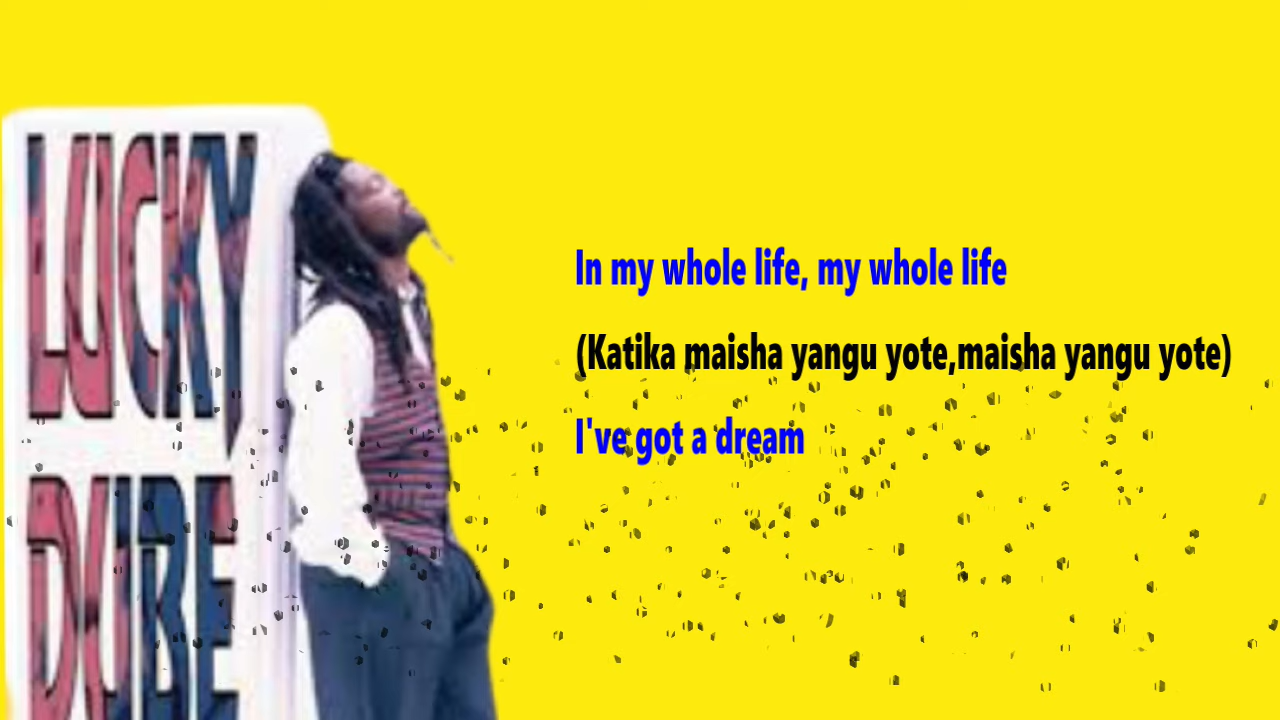 LUCKY
DUBE
In my whole life, my whole life
(Katika maisha yangu yote,maisha yangu yote)
I've got a dream